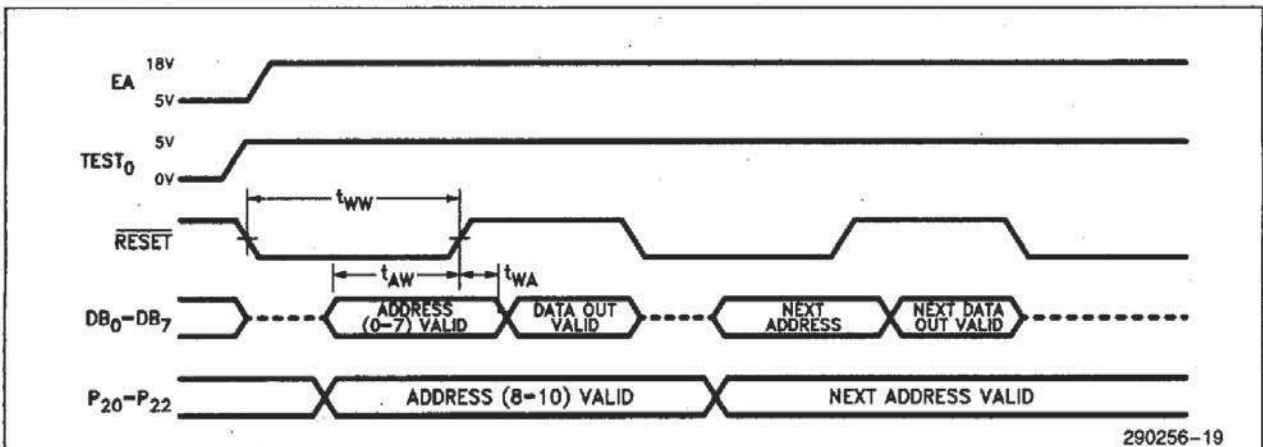 18V
EA
5V
5V
TEST0
0V
tWW
RESET
tAW
tWA
DB0-DB7
ADDRESS
(0-7) VALID
DATA OUT
VALID
NEXT
ADDRESS
NEXT DATA
OUT VALID
P20-P22
ADDRESS (8-10) VALID
NEXT ADDRESS VALID
290256-19